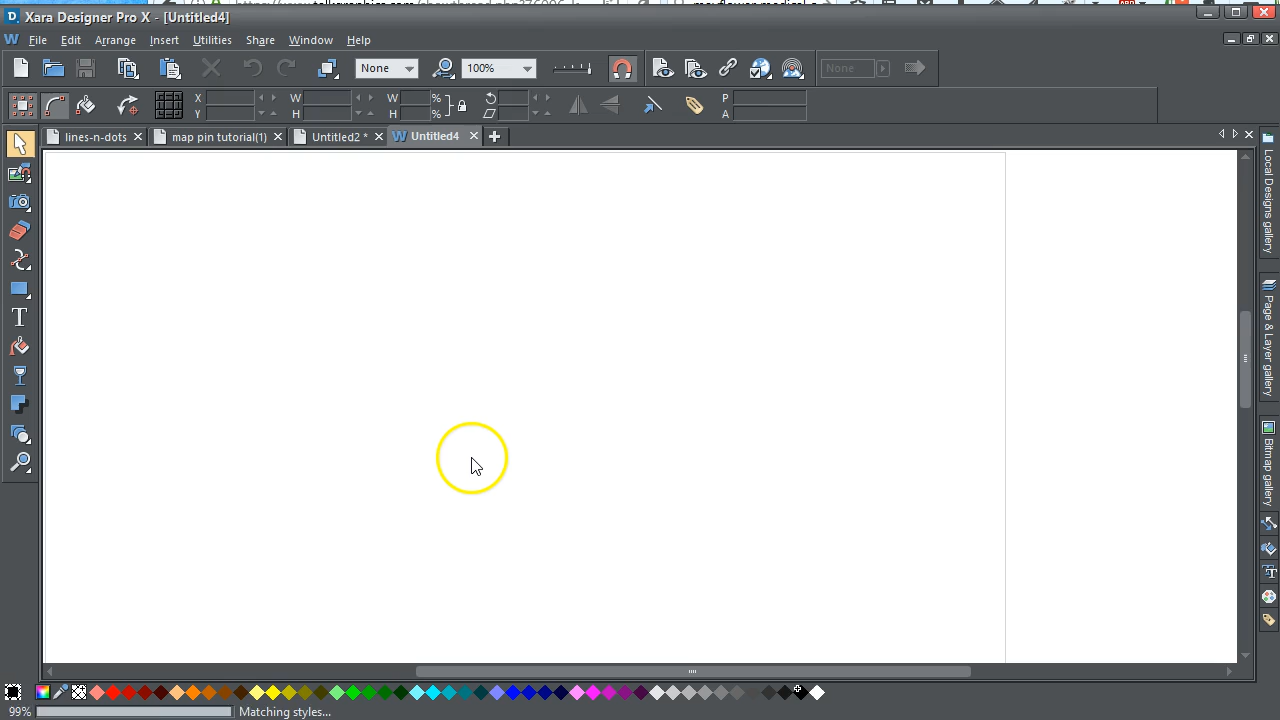 Xara Designer Pro X - [Untitled4]
File Edit Arrange Insert Utilities Share Window Help
None 100% None
X W W % P
Y H H % A
lines-n-dots map pin tutorial(1) Untitled2 * Untitled4
Local Designs gallery
Page & Layer gallery
Bitmap gallery
99% Matching styles...